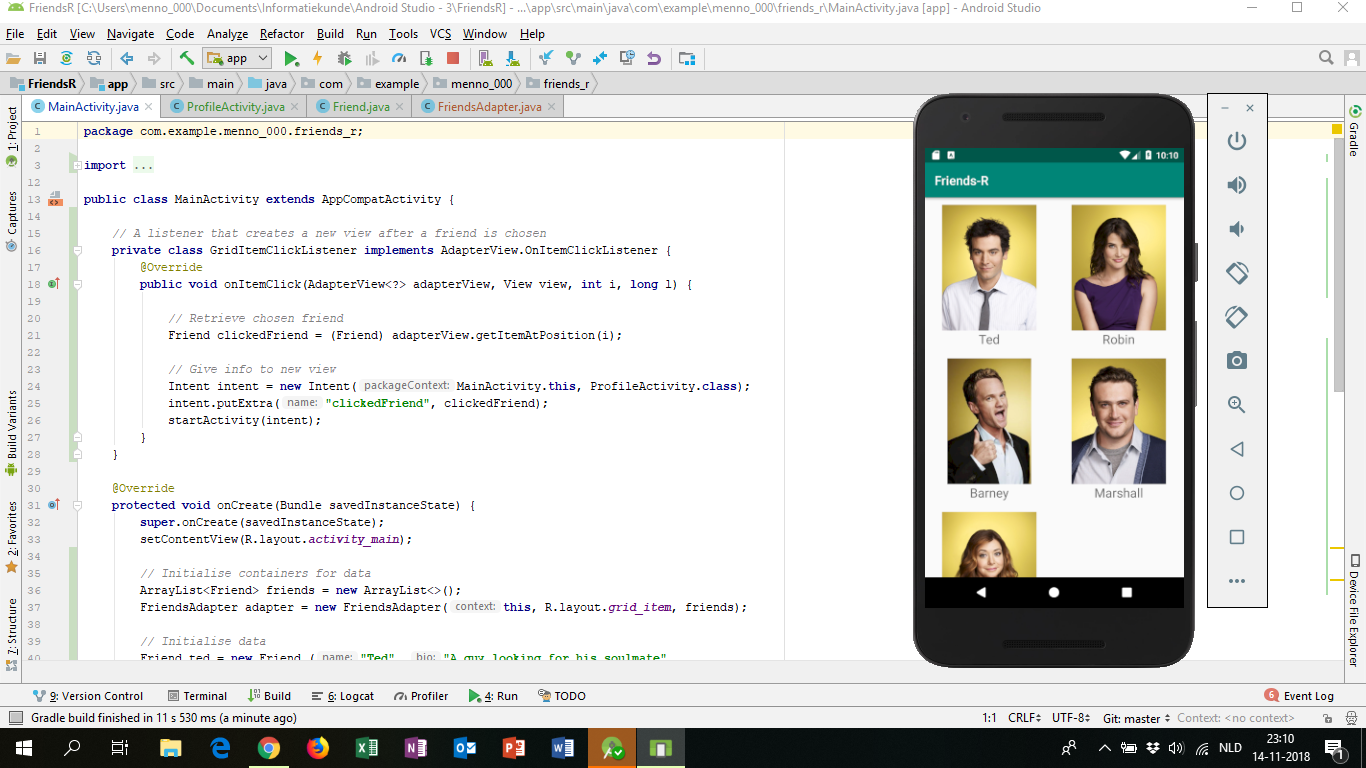 FriendsR [C:\Users\menno_000\Documents\Informatiekunde\Android Studio - 3\FriendsR] - ...\app\src\main\java\com\example\menno_000\friends_r\MainActivity.java [app] - Android Studio
File Edit View Navigate Code Analyze Refactor Build Run Tools VCS Window Help
app
FriendsR app src main java com example menno_000 friends_r
MainActivity.java ProfileActivity.java Friend.java FriendsAdapter.java
1: Project
Captures
Build Variants
2: Favorites
7: Structure
1 package com.example.menno_000.friends_r;
2
3 import ...
12
13 public class MainActivity extends AppCompatActivity {
14
15 // A listener that creates a new view after a friend is chosen
16 private class GridItemClickListener implements AdapterView.OnItemClickListener {
17 @Override
18 public void onItemClick(AdapterView<?> adapterView, View view, int i, long l) {
19
20 // Retrieve chosen friend
21 Friend clickedFriend = (Friend) adapterView.getItemAtPosition(i);
22
23 // Give info to new view
24 Intent intent = new Intent( packageContext: MainActivity.this, ProfileActivity.class);
25 intent.putExtra( name: "clickedFriend", clickedFriend);
26 startActivity(intent);
27 }
28 }
29
30 @Override
31 protected void onCreate(Bundle savedInstanceState) {
32 super.onCreate(savedInstanceState);
33 setContentView(R.layout.activity_main);
34
35 // Initialise containers for data
36 ArrayList<Friend> friends = new ArrayList<>();
37 FriendsAdapter adapter = new FriendsAdapter( context: this, R.layout.grid_item, friends);
38
39 // Initialise data
40 Friend ted = new Friend ( name: "Ted", bio: "A guy looking for his soulmate"
10:10
Friends-R
Ted Robin
Barney Marshall
Gradle
Device File Explorer
9: Version Control Terminal Build 6: Logcat Profiler 4: Run TODO 6 Event Log
Gradle build finished in 11 s 530 ms (a minute ago) 1:1 CRLF UTF-8 Git: master Context: <no context>
NLD 23:10
14-11-2018 1